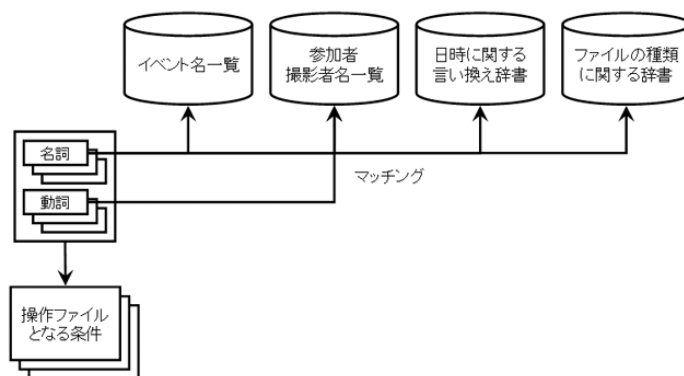 イベント名一覧
参加者
撮影者名一覧
日時に関する
言い換え辞書
ファイルの種類
に関する辞書
名詞
マッチング
動詞
操作ファイル
となる条件